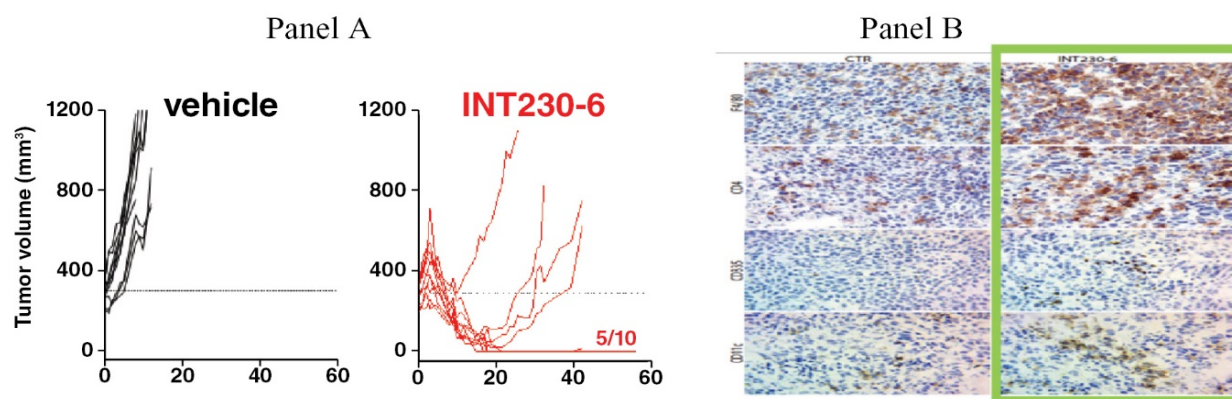 Panel A
vehicle
INT230-6
Tumor volume (mm³)
1200
800
400
0
0 20 40 60
1200
800
400
0
0 20 40 60
5/10
Panel B
CTR
INT230-6
F4/80
CD4
CD335
CD11c